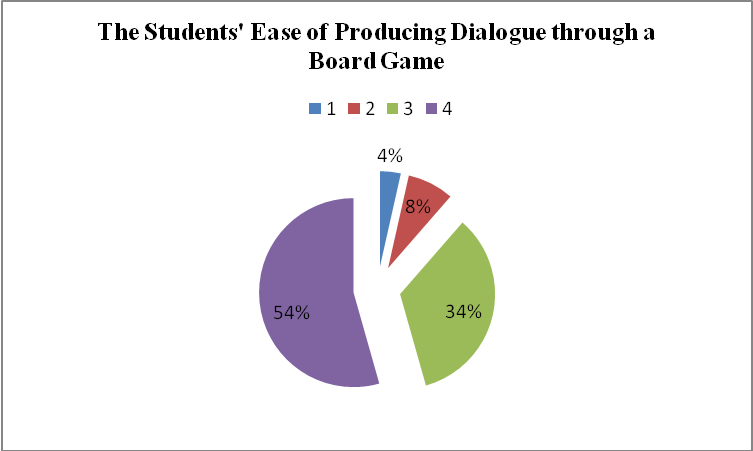 The Students' Ease of Producing Dialogue through a
Board Game
1 2 3 4
4%
8%
34%
54%